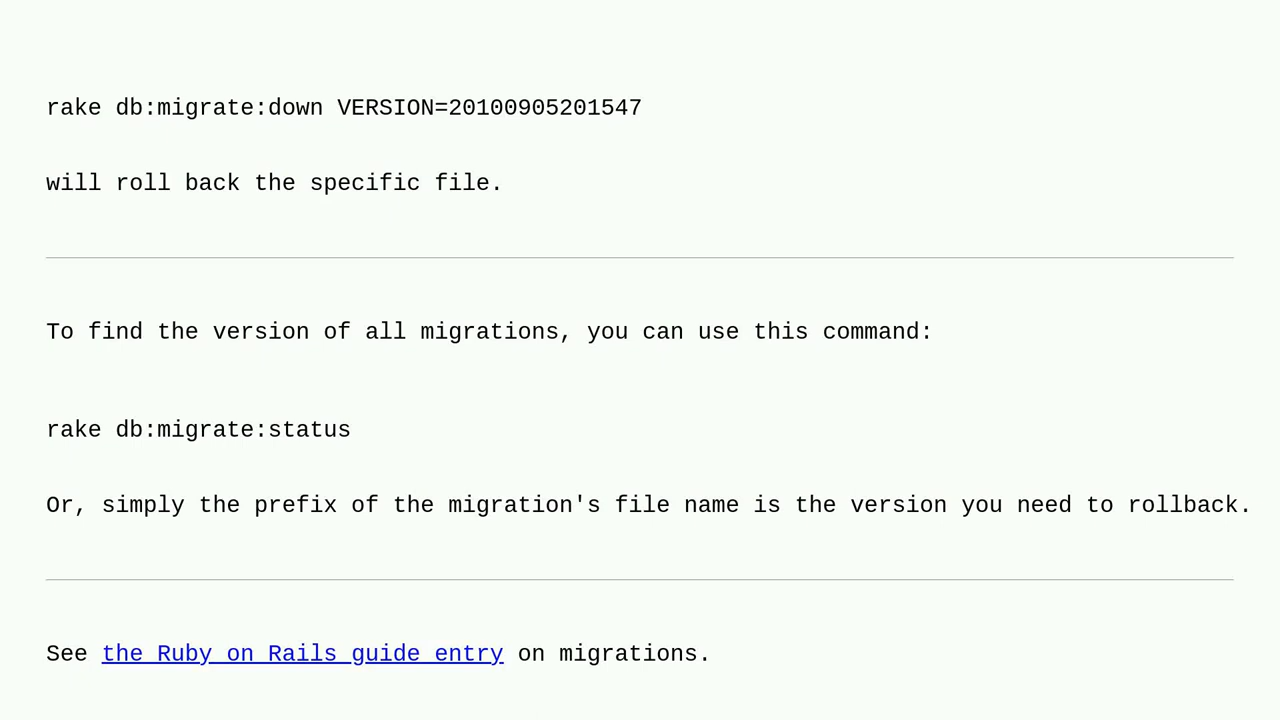 rake db:migrate:down VERSION=20100905201547
will roll back the specific file.
To find the version of all migrations, you can use this command:
rake db:migrate:status
Or, simply the prefix of the migration's file name is the version you need to rollback.
See the Ruby on Rails guide entry on migrations.